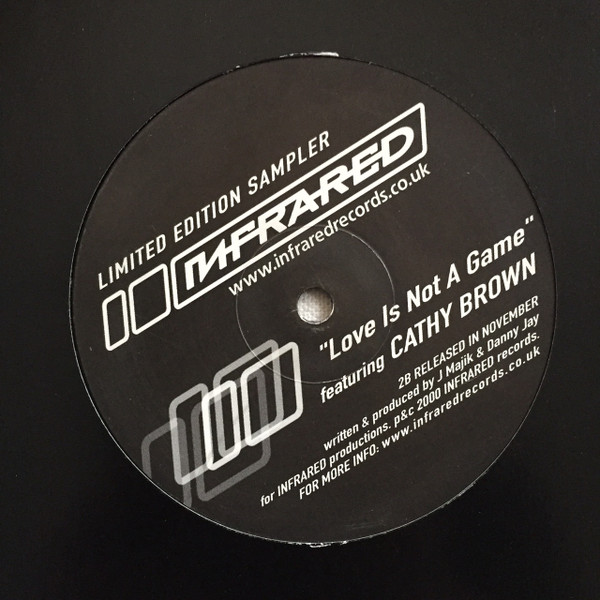 LIMITED EDITION SAMPLER
INFRARED
www.infraredrecords.co.uk
"Love Is Not A Game"
featuring CATHY BROWN
2B RELEASED IN NOVEMBER
written & produced by J Majik & Danny Jay
for INFRARED productions. p&c 2000 INFRARED records.
FOR MORE INFO: www.infraredrecords.co.uk